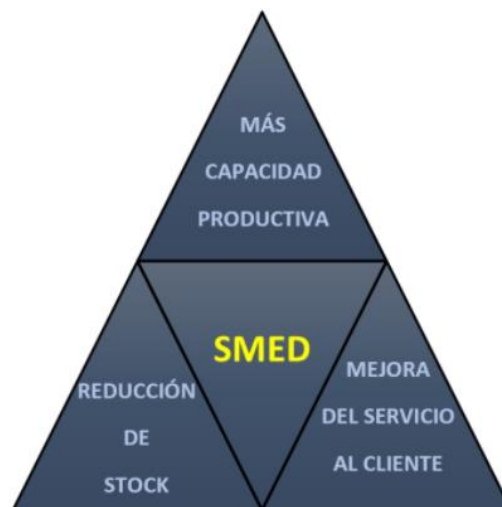 MÁS
CAPACIDAD
PRODUCTIVA
SMED
REDUCCIÓN
DE
STOCK
MEJORA
DEL SERVICIO
AL CLIENTE